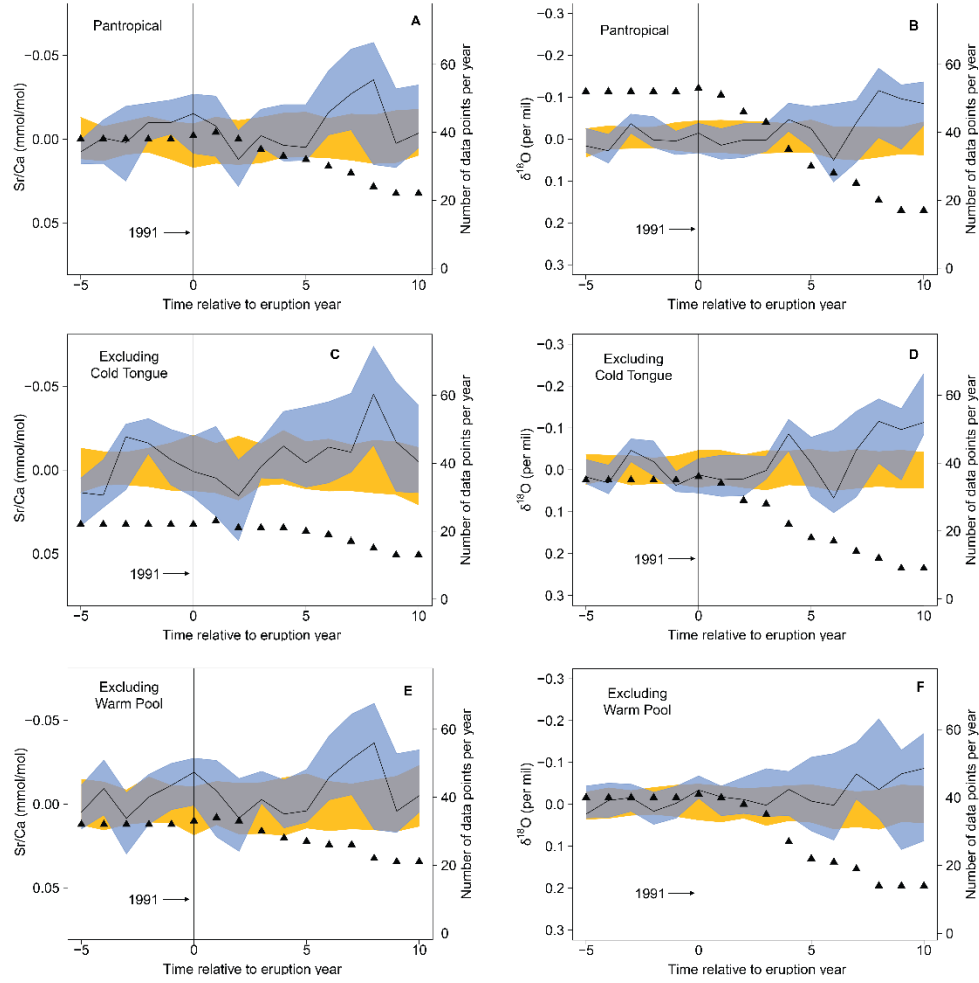 Pantropical
A
−0.05
0.00
0.05
Sr/Ca (mmol/mol)
60
40
20
0
Number of data points per year
1991
−5
0
5
10
Time relative to eruption year
Pantropical
B
−0.3
−0.2
−0.1
0.0
0.1
0.2
0.3
δ18O (per mil)
60
40
20
0
Number of data points per year
1991
−5
0
5
10
Time relative to eruption year
Excluding
Cold Tongue
C
−0.05
0.00
0.05
Sr/Ca (mmol/mol)
60
40
20
0
Number of data points per year
1991
−5
0
5
10
Time relative to eruption year
Excluding
Cold Tongue
D
−0.3
−0.2
−0.1
0.0
0.1
0.2
0.3
δ18O (per mil)
60
40
20
0
Number of data points per year
1991
−5
0
5
10
Time relative to eruption year
Excluding
Warm Pool
E
−0.05
0.00
0.05
Sr/Ca (mmol/mol)
60
40
20
0
Number of data points per year
1991
−5
0
5
10
Time relative to eruption year
Excluding
Warm Pool
F
−0.3
−0.2
−0.1
0.0
0.1
0.2
0.3
δ18O (per mil)
60
40
20
0
Number of data points per year
1991
−5
0
5
10
Time relative to eruption year